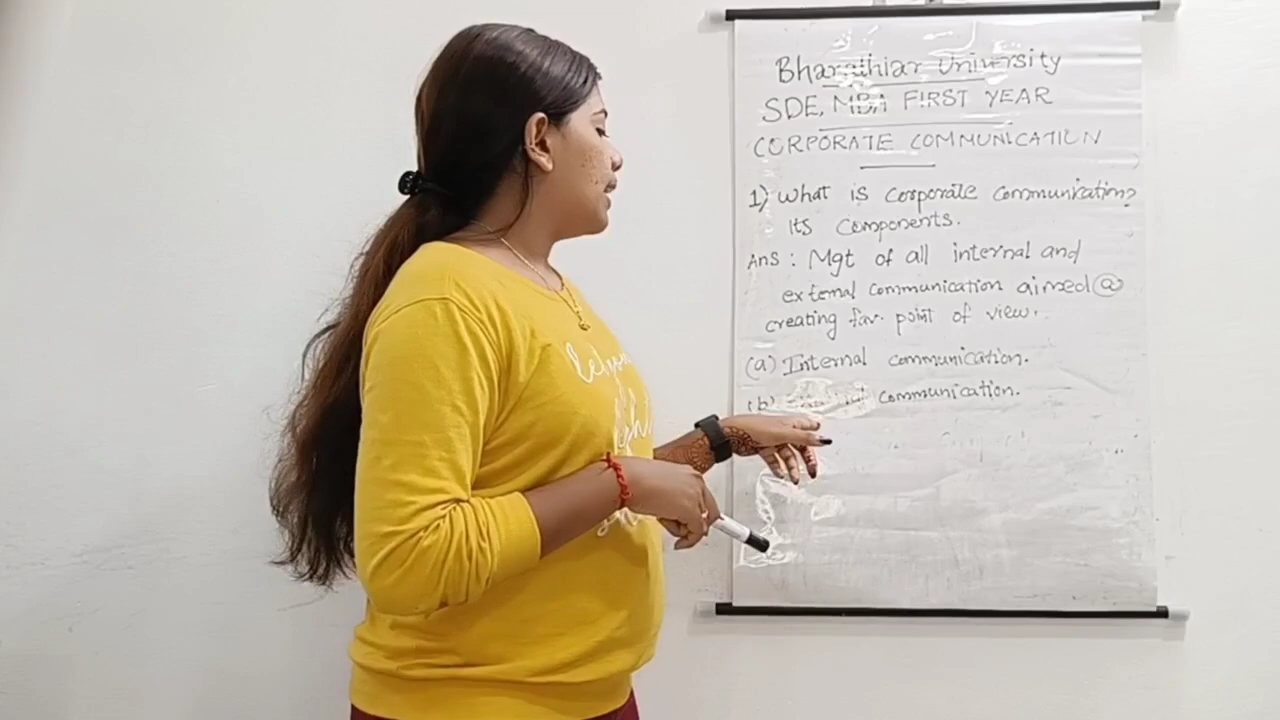 Bharathiar University
SDE, MBA FIRST YEAR
CORPORATE COMMUNICATION
1) What is corporate communication?
Its components.
Ans : Mgt of all internal and
external communication aimed @
creating fav. point of view.
(a) Internal communication.
(b) communication.